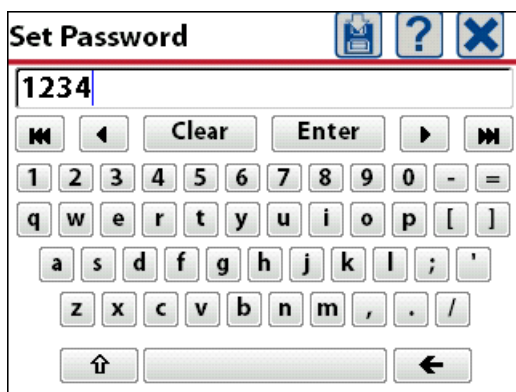 Set Password ?
1234
Clear Enter
1 2 3 4 5 6 7 8 9 0 - =
q w e r t y u i o p [ ]
a s d f g h j k l ; '
z x c v b n m , . /